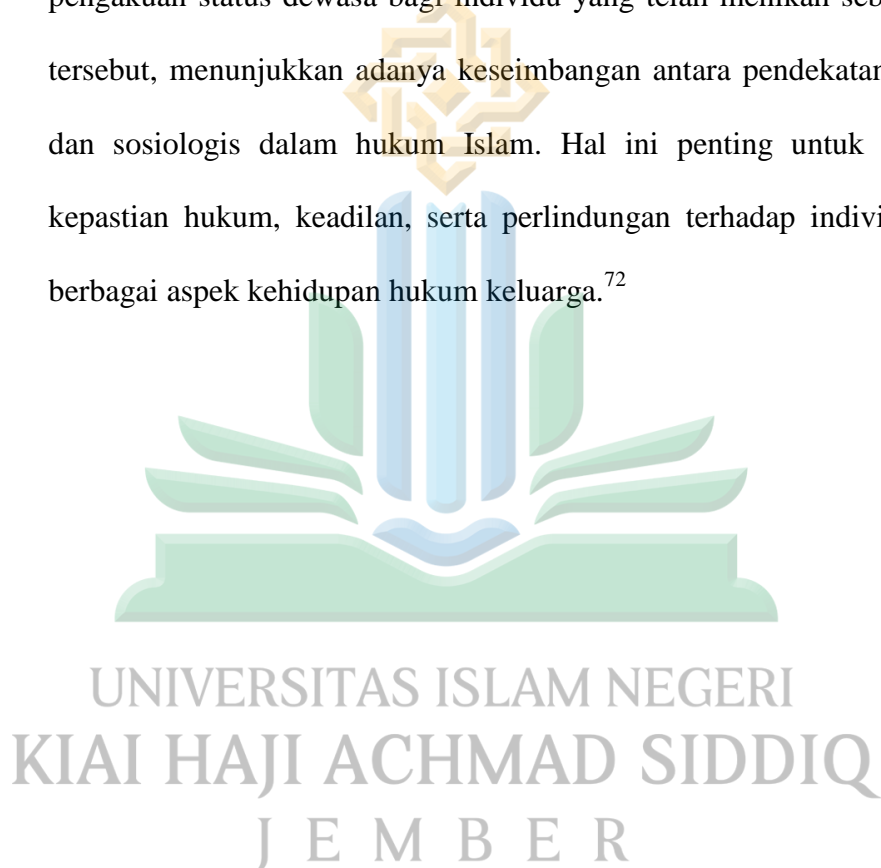 pengakuan status dewasa bagi individu yang telah menikah seb
tersebut, menunjukkan adanya keseimbangan antara pendekatan
dan sosiologis dalam hukum Islam. Hal ini penting untuk
kepastian hukum, keadilan, serta perlindungan terhadap indivi
berbagai aspek kehidupan hukum keluarga.72
UNIVERSITAS ISLAM NEGERI
KIAI HAJI ACHMAD SIDDIQ
J E M B E R